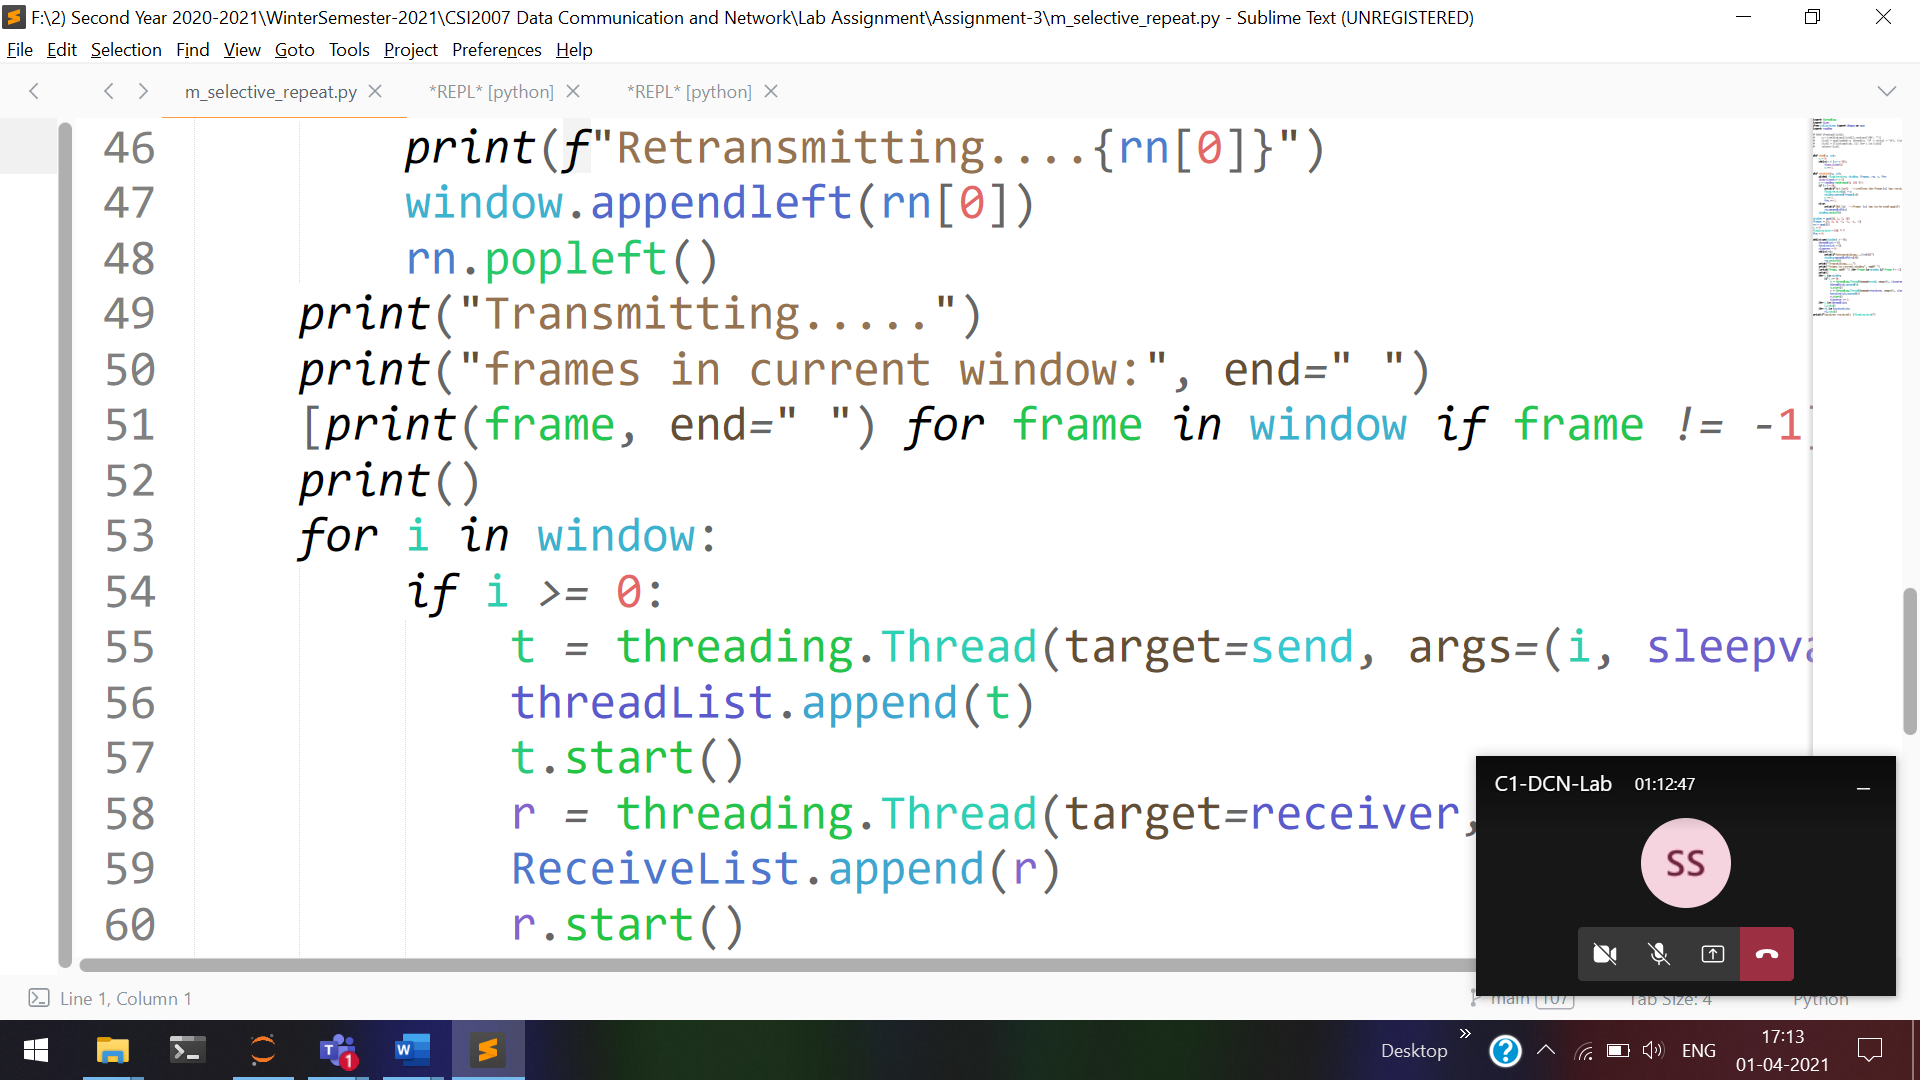 F:\2) Second Year 2020-2021\WinterSemester-2021\CSI2007 Data Communication and Network\Lab Assignment\Assignment-3\m_selective_repeat.py - Sublime Text (UNREGISTERED)
File Edit Selection Find View Goto Tools Project Preferences Help
m_selective_repeat.py *REPL* [python] *REPL* [python]
46 print(f"Retransmitting....{rn[0]}")
47 window.appendleft(rn[0])
48 rn.popleft()
49 print("Transmitting.....")
50 print("frames in current window:", end=" ")
51 [print(frame, end=" ") for frame in window if frame != -1]
52 print()
53 for i in window:
54 if i >= 0:
55 t = threading.Thread(target=send, args=(i, sleepva
56 threadList.append(t)
57 t.start()
58 r = threading.Thread(target=receiver,
59 ReceiveList.append(r)
60 r.start()
C1-DCN-Lab 01:12:47
SS
Line 1, Column 1 main 107 Tab Size: 4 Python
Desktop ENG 17:13
01-04-2021
1